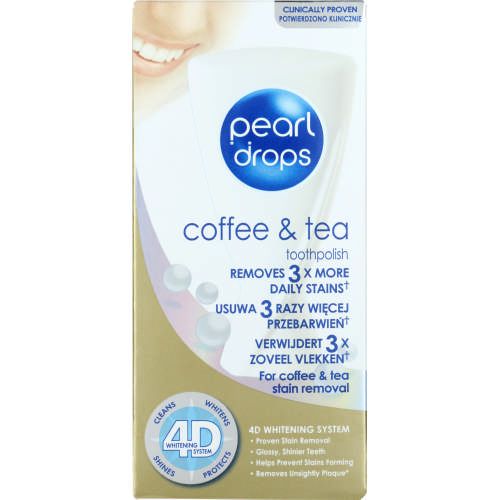 CLINICALLY PROVEN
POTWIERDZONO KLINICZNIE
pearl
drops
coffee & tea
toothpolish
REMOVES 3 X MORE
DAILY STAINS†
USUWA 3 RAZY WIĘCEJ
PRZEBARWIEŃ†
VERWIJDERT 3 X
ZOVEEL VLEKKEN†
For coffee & tea
stain removal
CLEANS
WHITENS
4D
WHITENING SYSTEM
SHINES
PROTECTS
4D WHITENING SYSTEM
• Proven Stain Removal
• Glossy, Shinier Teeth
• Helps Prevent Stains Forming
• Removes Unsightly Plaque*